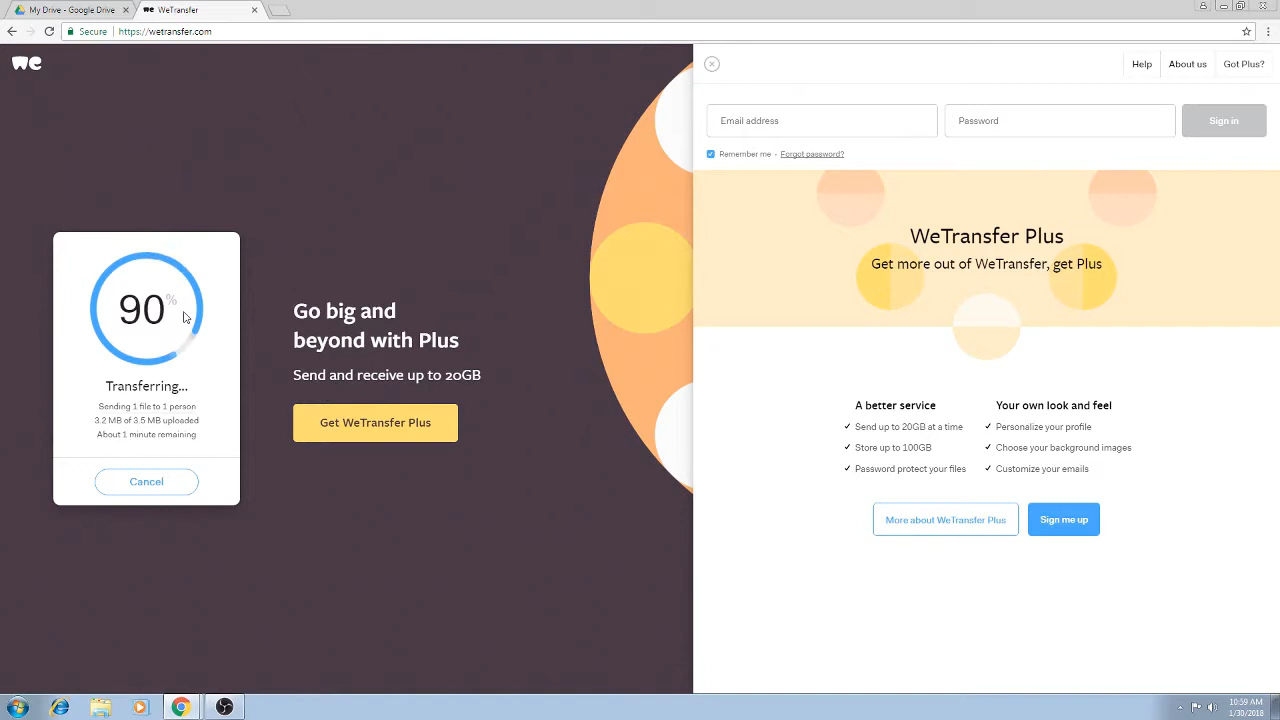 My Drive - Google Drive
WeTransfer
Secure
https://wetransfer.com
we
Help
About us
Got Plus?
Email address
Password
Sign in
Remember me - Forgot password?
WeTransfer Plus
Get more out of WeTransfer, get Plus
90%
Transferring...
Sending 1 file to 1 person
3.2 MB of 3.5 MB uploaded
About 1 minute remaining
Cancel
Go big and
beyond with Plus
Send and receive up to 20GB
Get WeTransfer Plus
A better service
✓ Send up to 20GB at a time
✓ Store up to 100GB
✓ Password protect your files
Your own look and feel
✓ Personalize your profile
✓ Choose your background images
✓ Customize your emails
More about WeTransfer Plus
Sign me up
10:59 AM
1/30/2018